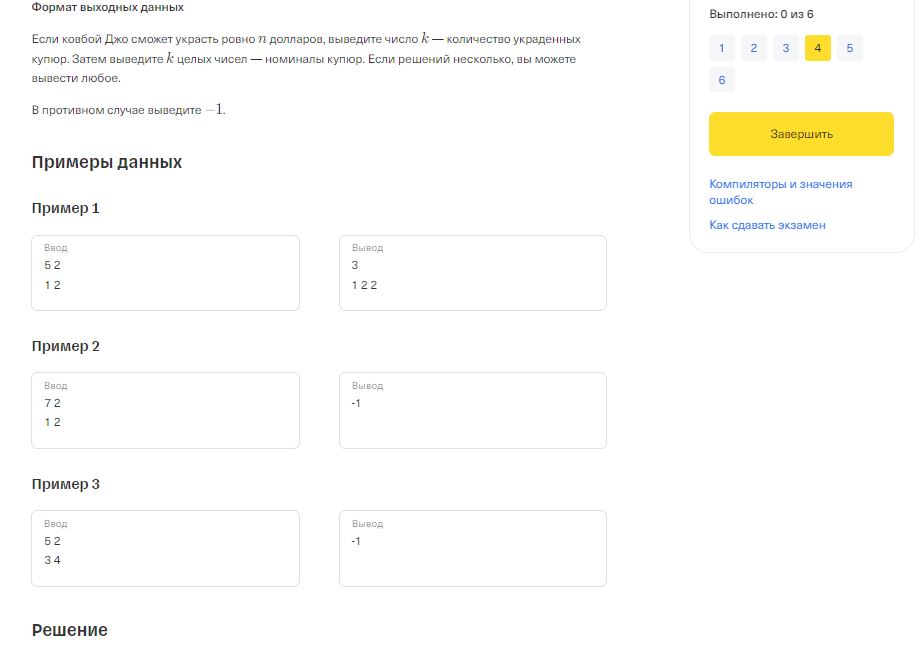 Формат выходных данных
Если ковбой Джо сможет украсть ровно n долларов, выведите число k — количество украденных
купюр. Затем выведите k целых чисел — номиналы купюр. Если решений несколько, вы можете
вывести любое.
В противном случае выведите −1.
Примеры данных
Пример 1
Ввод
5 2
1 2
Вывод
3
1 2 2
Пример 2
Ввод
7 2
1 2
Вывод
-1
Пример 3
Ввод
5 2
3 4
Вывод
-1
Решение
Выполнено: 0 из 6
1 2 3 4 5
6
Завершить
Компиляторы и значения
ошибок
Как сдавать экзамен